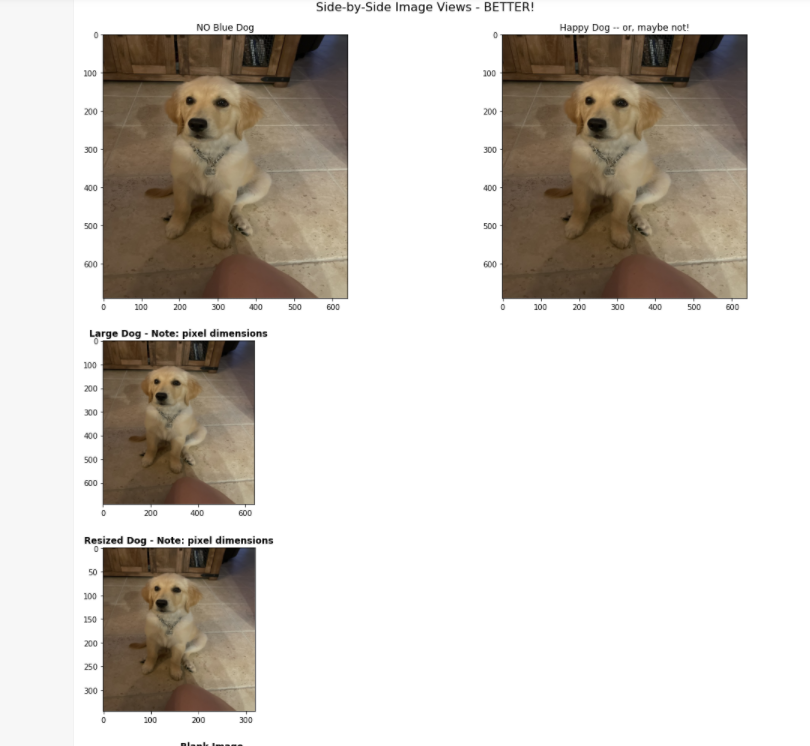 Side-by-Side Image Views - BETTER!
NO Blue Dog
Happy Dog -- or, maybe not!
0
100
200
300
400
500
600
0 100 200 300 400 500 600
0
100
200
300
400
500
600
0 100 200 300 400 500 600
Large Dog - Note: pixel dimensions
0
100
200
300
400
500
600
0 200 400 600
Resized Dog - Note: pixel dimensions
0
50
100
150
200
250
300
0 100 200 300
Blank Image